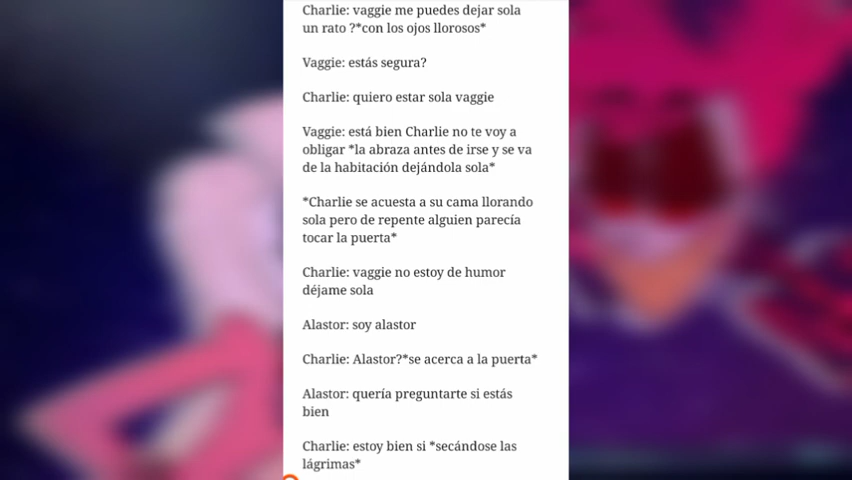 Charlie: vaggie me puedes dejar sola
un rato ?*con los ojos llorosos*
Vaggie: estás segura?
Charlie: quiero estar sola vaggie
Vaggie: está bien Charlie no te voy a
obligar *la abraza antes de irse y se va
de la habitación dejándola sola*
*Charlie se acuesta a su cama llorando
sola pero de repente alguien parecía
tocar la puerta*
Charlie: vaggie no estoy de humor
déjame sola
Alastor: soy alastor
Charlie: Alastor?*se acerca a la puerta*
Alastor: quería preguntarte si estás
bien
Charlie: estoy bien si *secándose las
lágrimas*